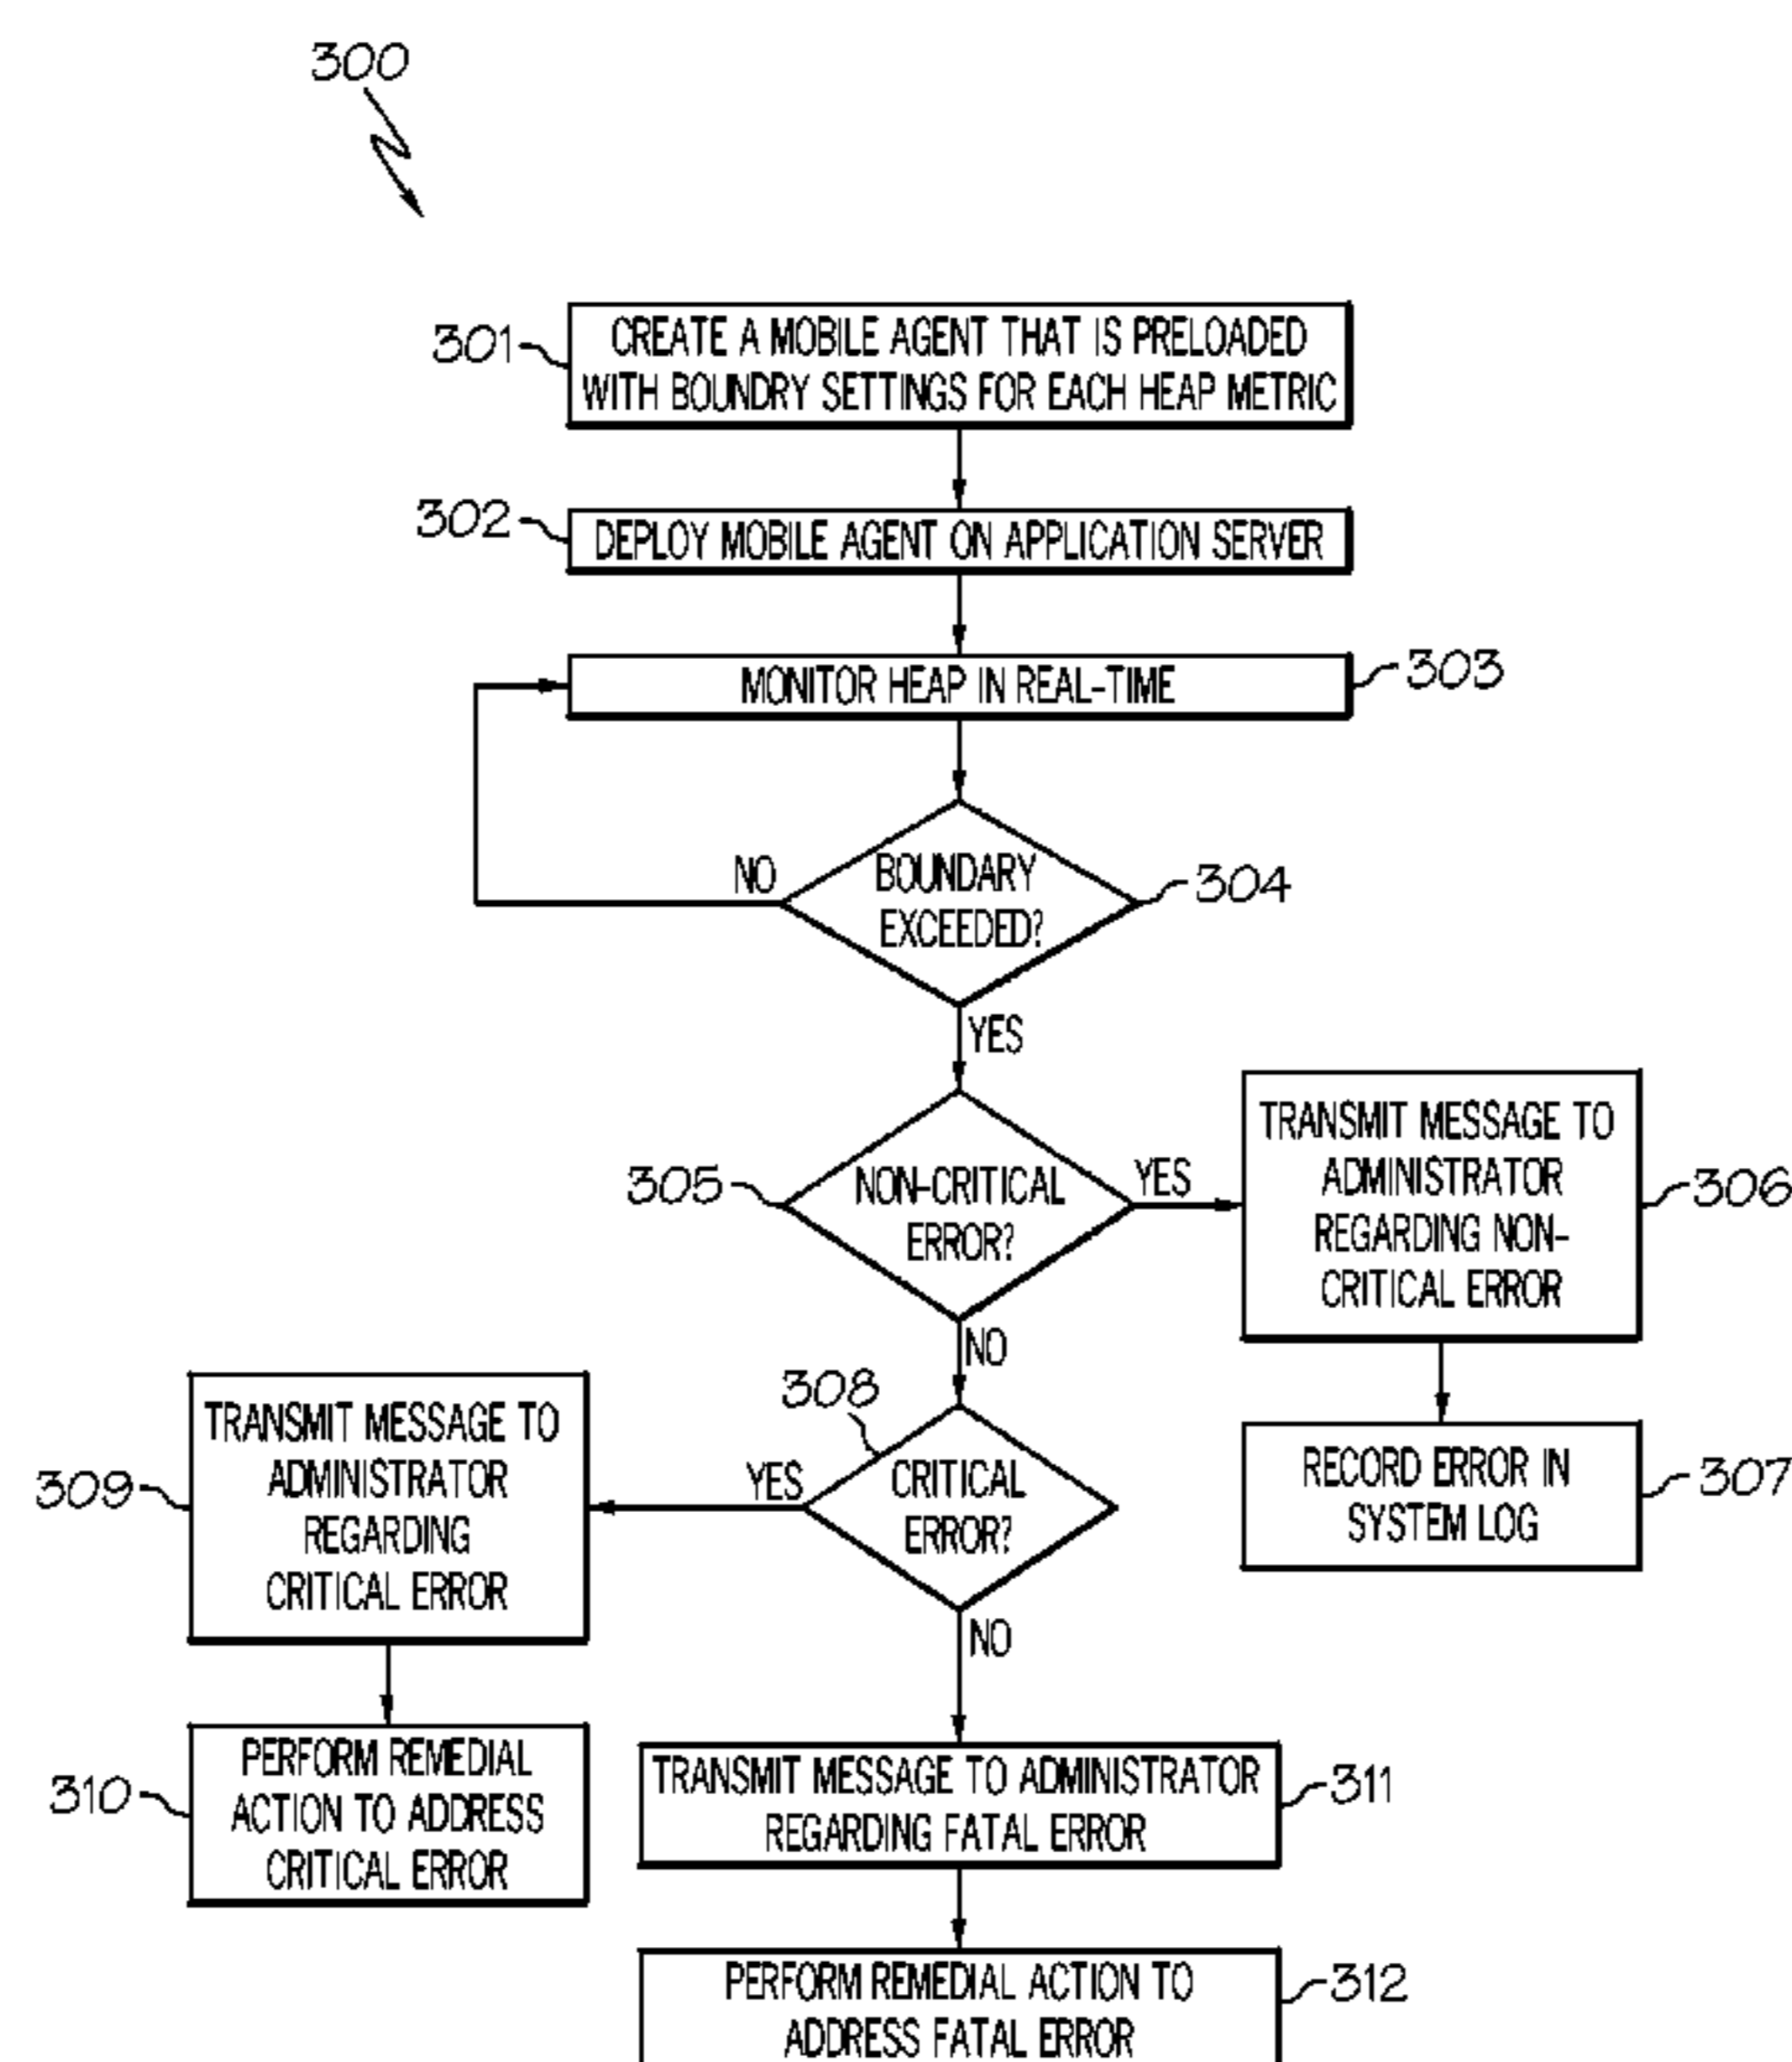 300
301
CREATE A MOBILE AGENT THAT IS PRELOADED
WITH BOUNDRY SETTINGS FOR EACH HEAP METRIC
302
DEPLOY MOBILE AGENT ON APPLICATION SERVER
MONITOR HEAP IN REAL-TIME
303
NO
BOUNDARY
EXCEEDED?
304
YES
305
NON-CRITICAL
ERROR?
YES
TRANSMIT MESSAGE TO
ADMINISTRATOR
REGARDING NON-
CRITICAL ERROR
306
NO
RECORD ERROR IN
SYSTEM LOG
307
308
CRITICAL
ERROR?
YES
309
TRANSMIT MESSAGE TO
ADMINISTRATOR
REGARDING
CRITICAL ERROR
NO
310
PERFORM REMEDIAL
ACTION TO ADDRESS
CRITICAL ERROR
TRANSMIT MESSAGE TO ADMINISTRATOR
REGARDING FATAL ERROR
311
PERFORM REMEDIAL ACTION TO
ADDRESS FATAL ERROR
312